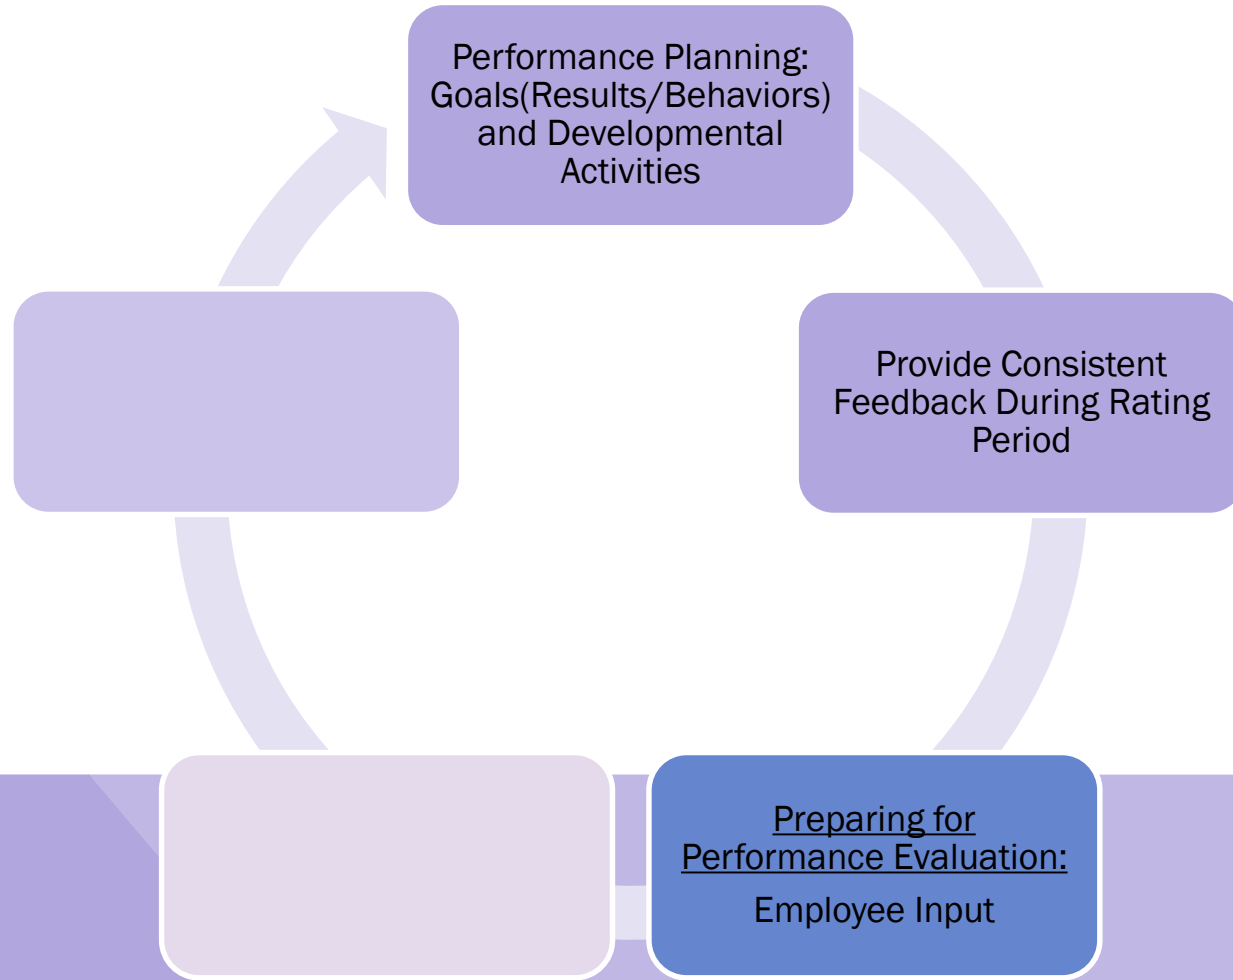 Performance Planning:
Goals(Results/Behaviors)
and Developmental
Activities
Provide Consistent
Feedback During Rating
Period
Preparing for
Performance Evaluation:
Employee Input